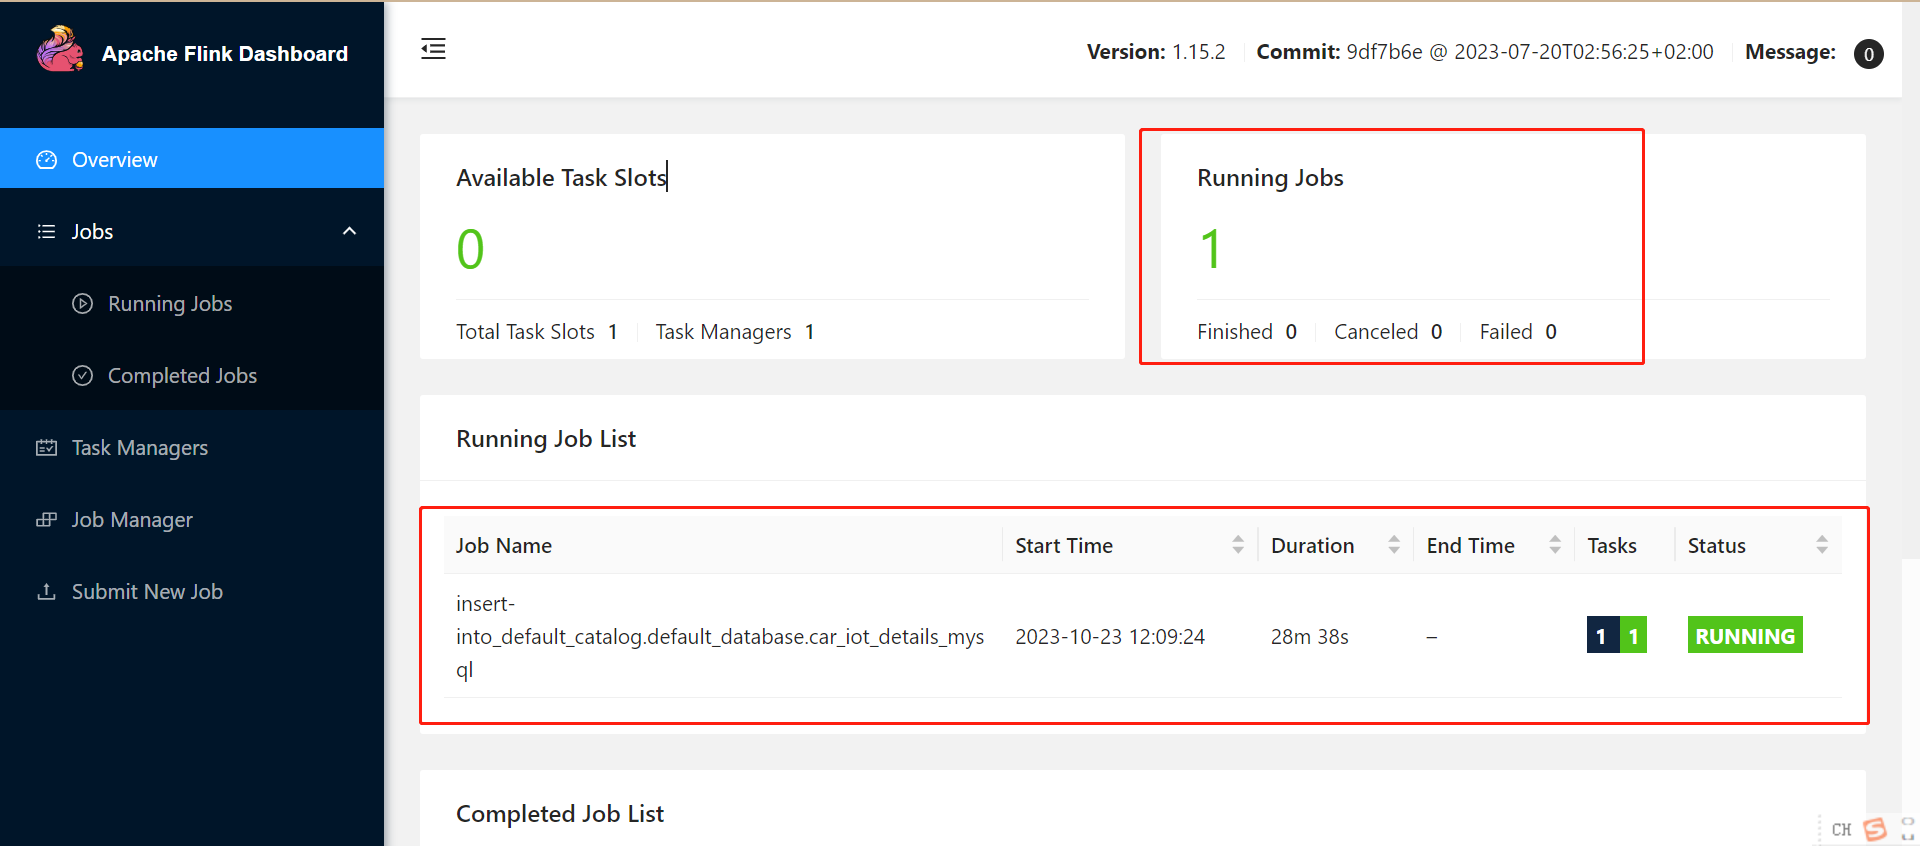 Apache Flink Dashboard
Version: 1.15.2 Commit: 9df7b6e @ 2023-07-20T02:56:25+02:00 Message: 0
Overview
Jobs
Running Jobs
Completed Jobs
Task Managers
Job Manager
Submit New Job
Available Task Slots
0
Total Task Slots 1 Task Managers 1
Running Jobs
1
Finished 0 Canceled 0 Failed 0
Running Job List
Job Name Start Time Duration End Time Tasks Status
insert-
into_default_catalog.default_database.car_iot_details_mys
ql
2023-10-23 12:09:24 28m 38s – 1 1 RUNNING
Completed Job List
CH S